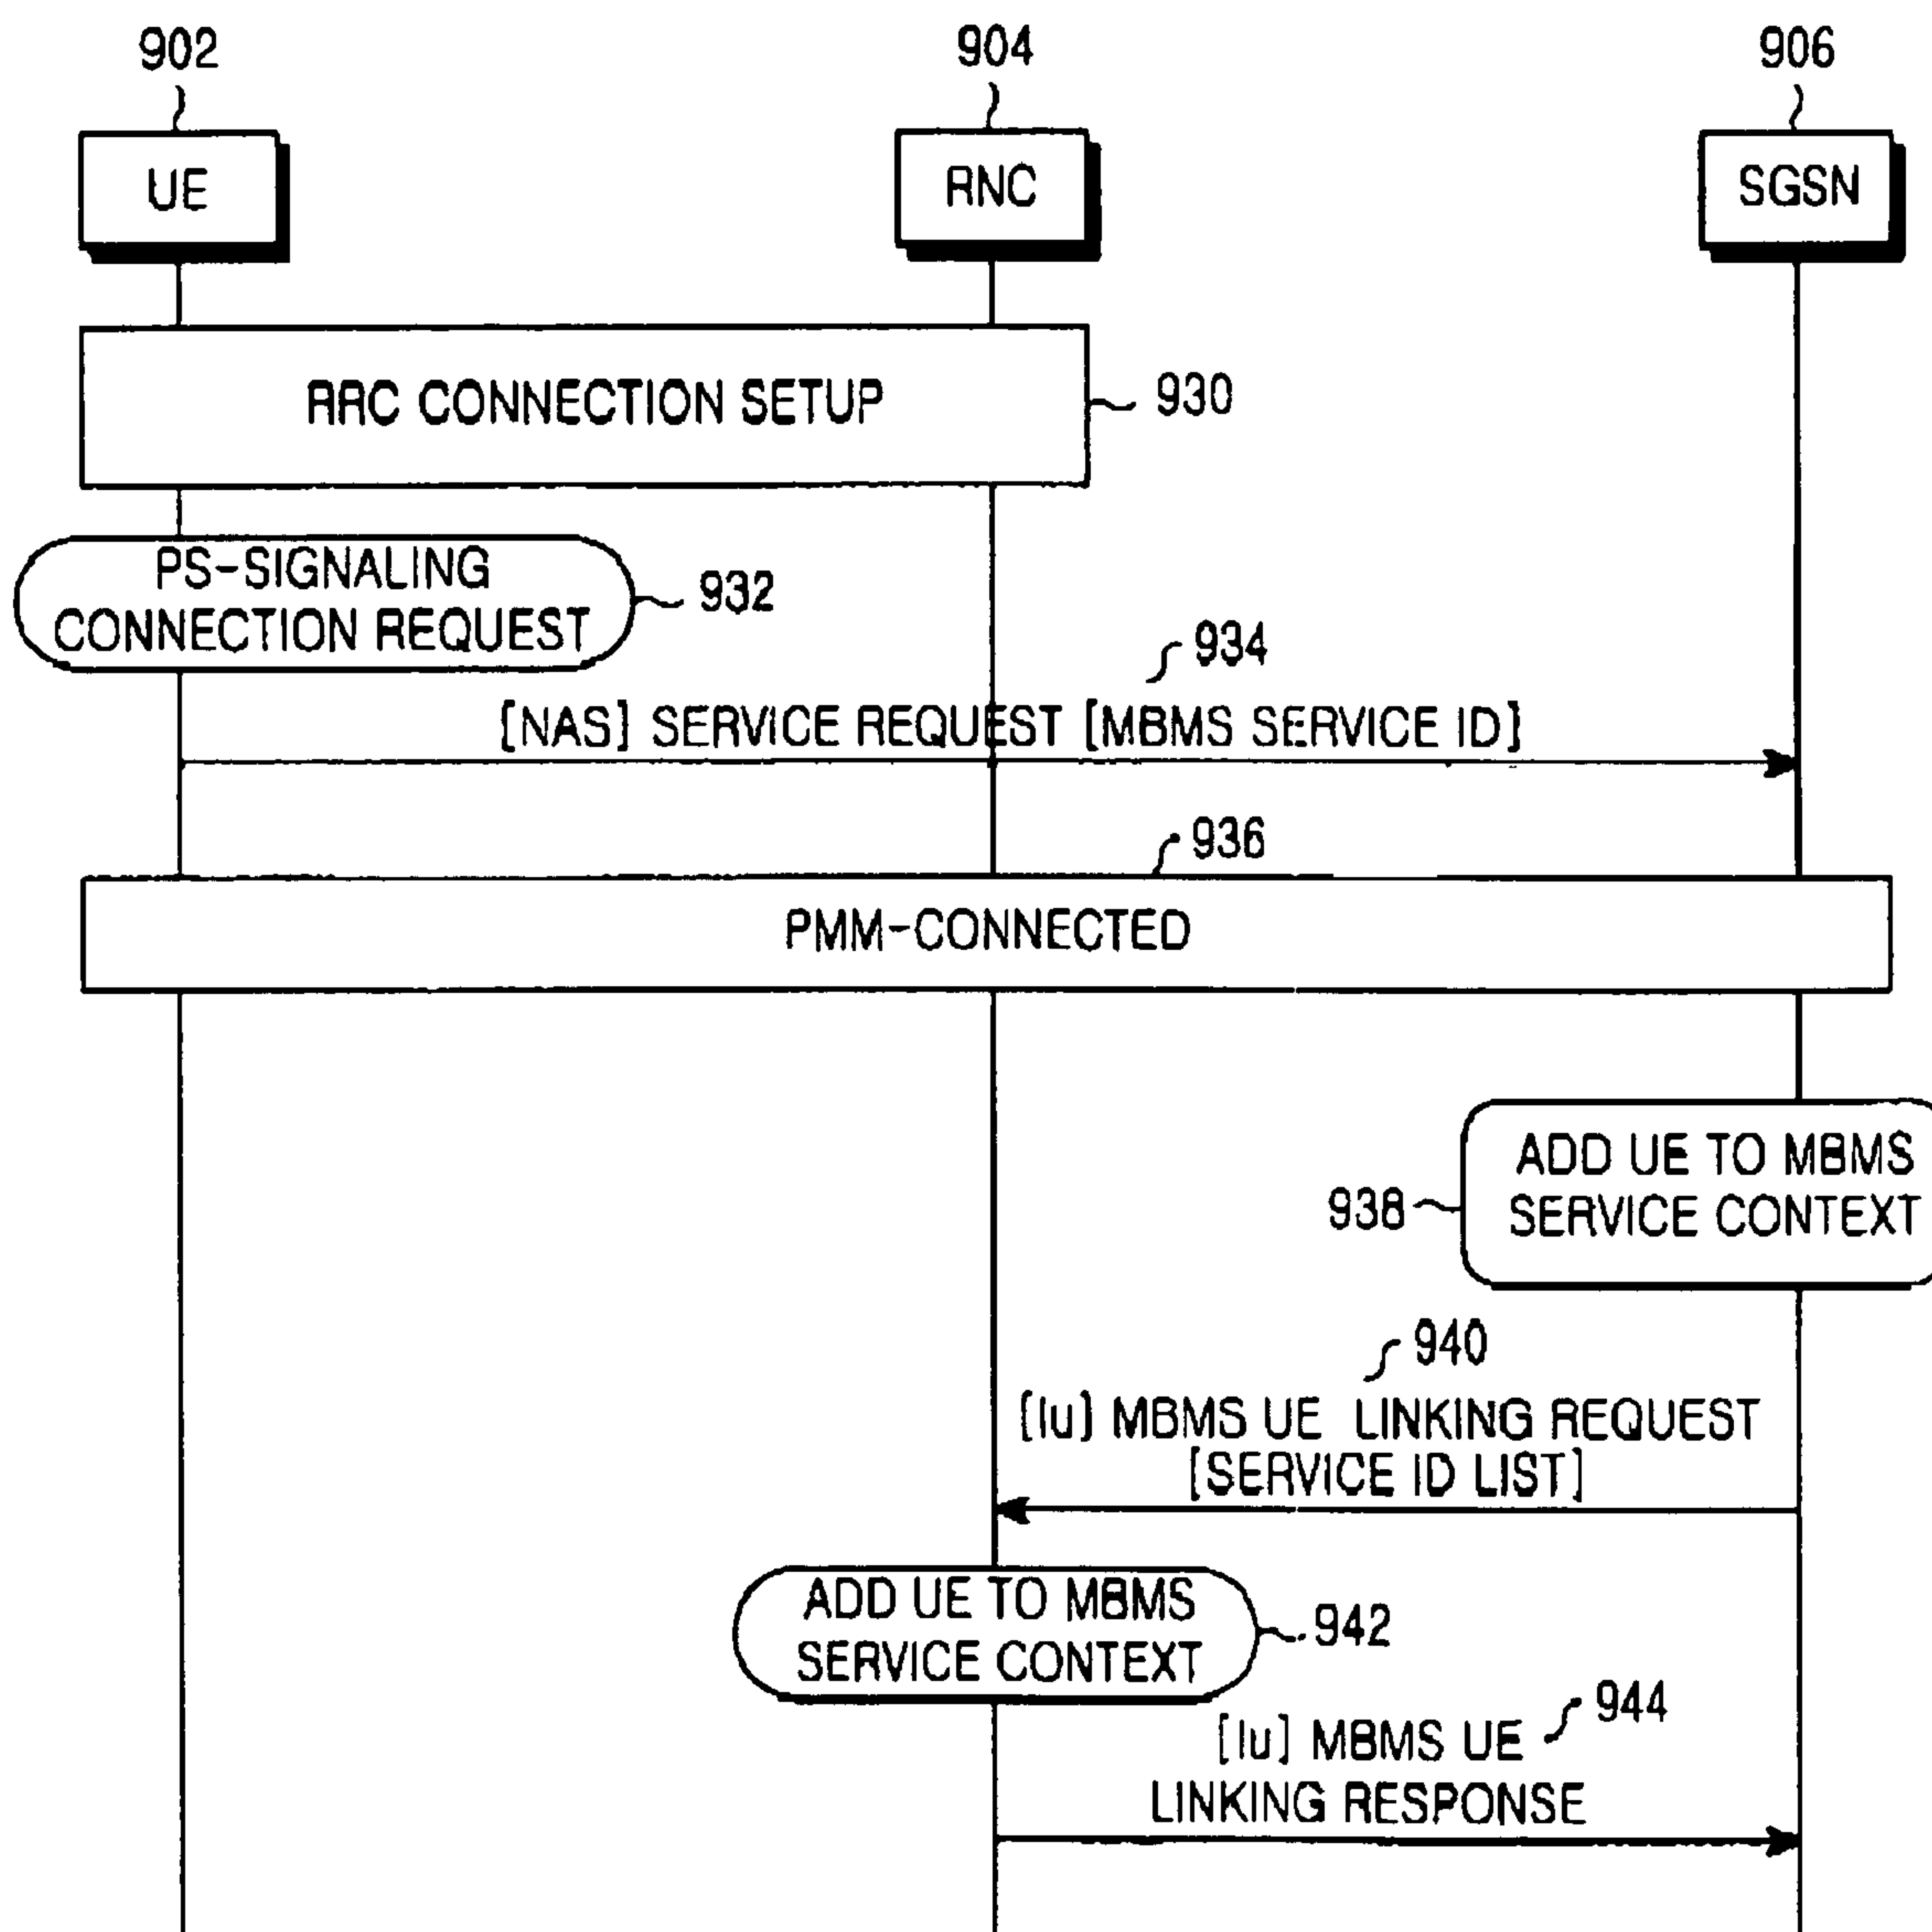 902
904
906
UE
RNC
SGSN
RRC CONNECTION SETUP
930
PS-SIGNALING
CONNECTION REQUEST
932
934
[NAS] SERVICE REQUEST [MBMS SERVICE ID]
936
PMM-CONNECTED
ADD UE TO MBMS
SERVICE CONTEXT
938
940
[Iu] MBMS UE LINKING REQUEST
[SERVICE ID LIST]
ADD UE TO MBMS
SERVICE CONTEXT
942
944
[Iu] MBMS UE
LINKING RESPONSE